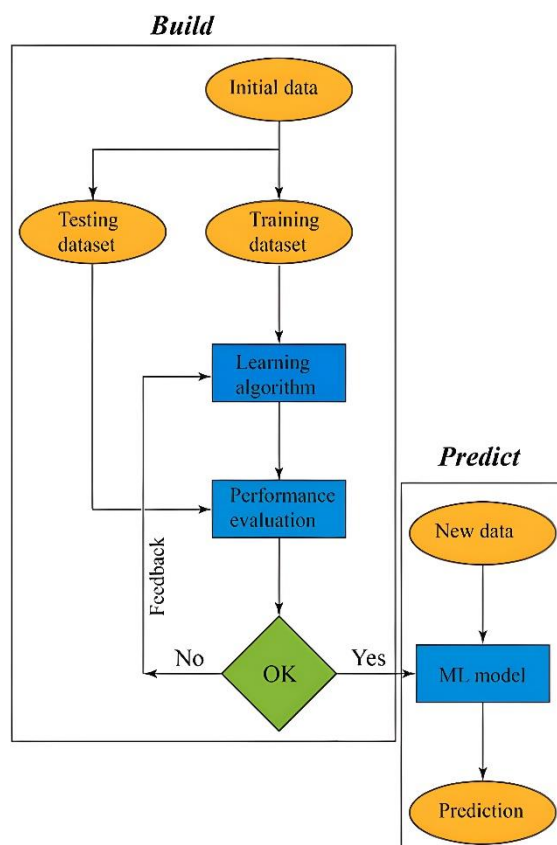 Build
Initial data
Testing
dataset
Training
dataset
Learning
algorithm
Performance
evaluation
Feedback
No
OK
Yes
Predict
New data
ML model
Prediction